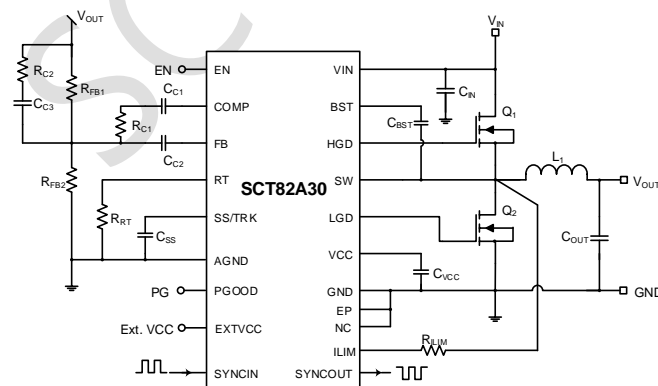 VOUT
RC2
CC3
RFB1
RFB2
RC1
CC1
CC2
RRT
CSS
EN
PG
Ext. VCC
EN
COMP
FB
RT
SS/TRK
AGND
PGOOD
EXTVCC
SYNCIN
SCT82A30
VIN
BST
HGD
SW
LGD
VCC
GND
EP
NC
ILIM
SYNCOUT
VIN
CIN
CBST
Q1
L1
VOUT
Q2
COUT
CVCC
GND
RILIM